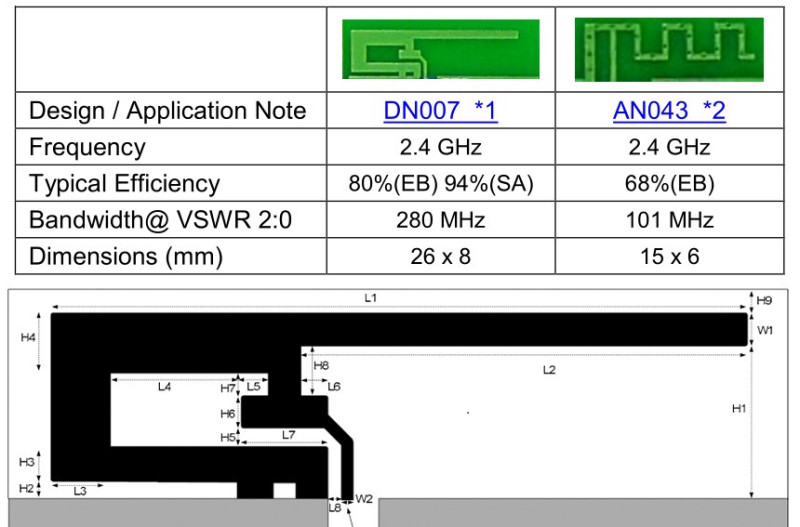 Design / Application Note DN007 *1 AN043 *2
Frequency 2.4 GHz 2.4 GHz
Typical Efficiency 80%(EB) 94%(SA) 68%(EB)
Bandwidth@ VSWR 2:0 280 MHz 101 MHz
Dimensions (mm) 26 x 8 15 x 6
L1 H9
H4 W1
H8 L2
L4 H7 L5 L6
H6 H1
H5 L7
H3
H2 L3 L8 W2